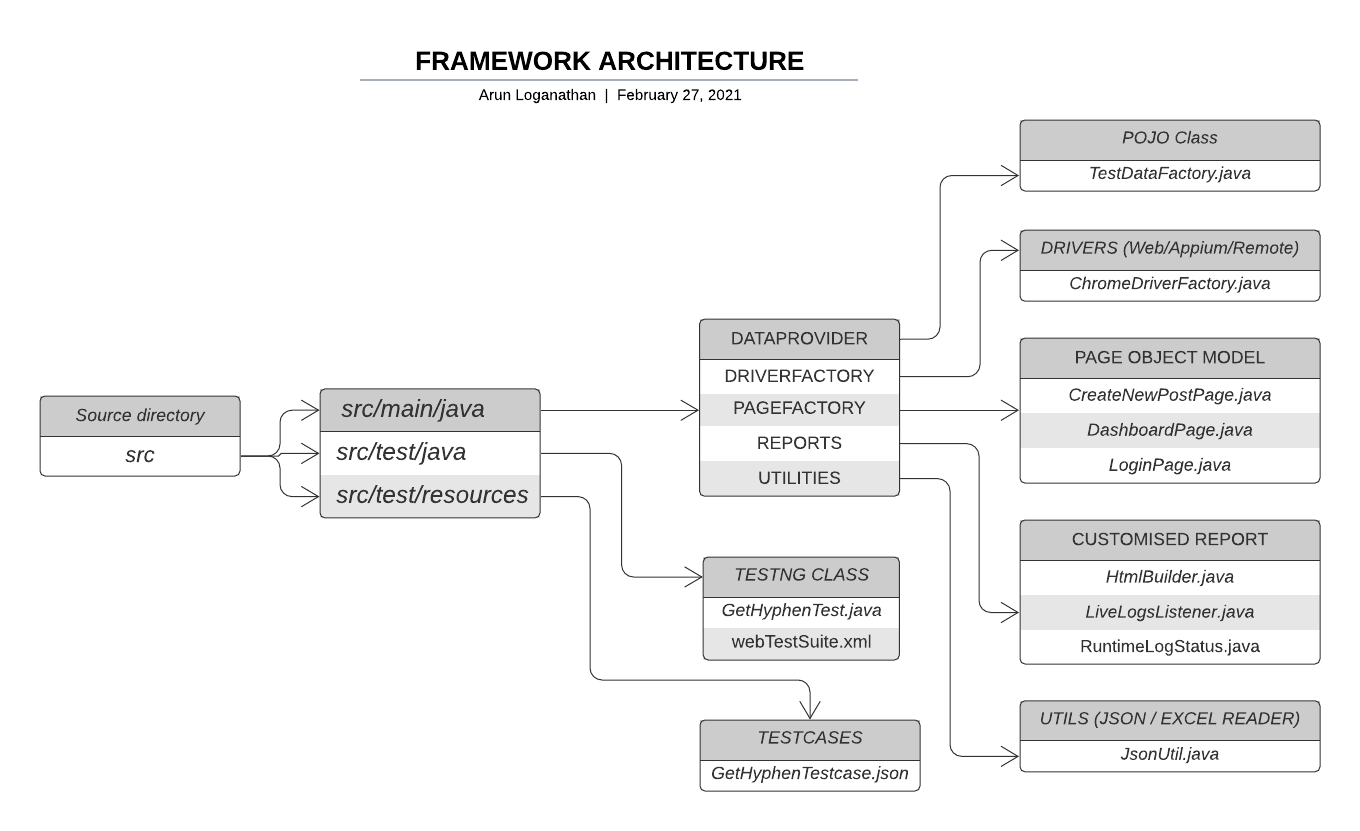 FRAMEWORK ARCHITECTURE
Arun Loganathan | February 27, 2021
Source directory
src
src/main/java
src/test/java
src/test/resources
DATAPROVIDER
DRIVERFACTORY
PAGEFACTORY
REPORTS
UTILITIES
TESTNG CLASS
GetHyphenTest.java
webTestSuite.xml
TESTCASES
GetHyphenTestcase.json
POJO Class
TestDataFactory.java
DRIVERS (Web/Appium/Remote)
ChromeDriverFactory.java
PAGE OBJECT MODEL
CreateNewPostPage.java
DashboardPage.java
LoginPage.java
CUSTOMISED REPORT
HtmlBuilder.java
LiveLogsListener.java
RuntimeLogStatus.java
UTILS (JSON / EXCEL READER)
JsonUtil.java